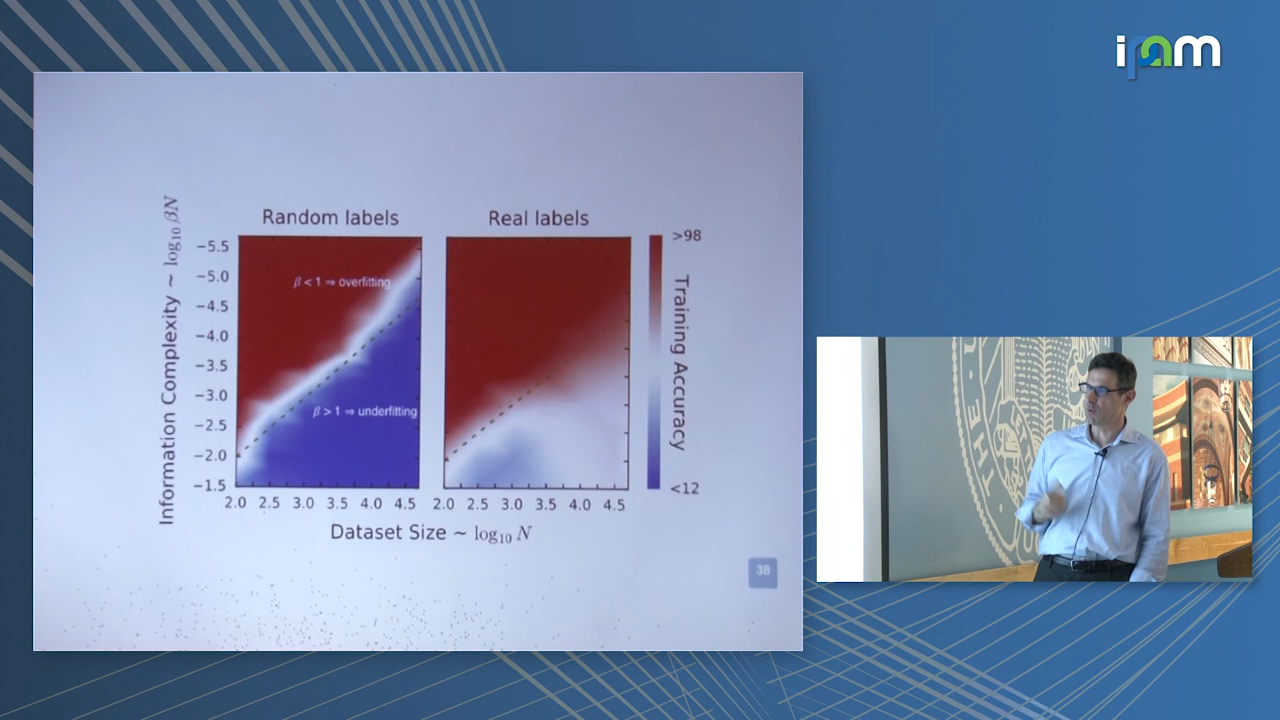 ipam
Random labels
Real labels
Information Complexity ~ log₁₀ βN
−5.5
−5.0
−4.5
−4.0
−3.5
−3.0
−2.5
−2.0
−1.5
β < 1 ⇒ overfitting
β > 1 ⇒ underfitting
2.0 2.5 3.0 3.5 4.0 4.5
2.0 2.5 3.0 3.5 4.0 4.5
Dataset Size ~ log₁₀ N
>98
Training Accuracy
<12
38
THE